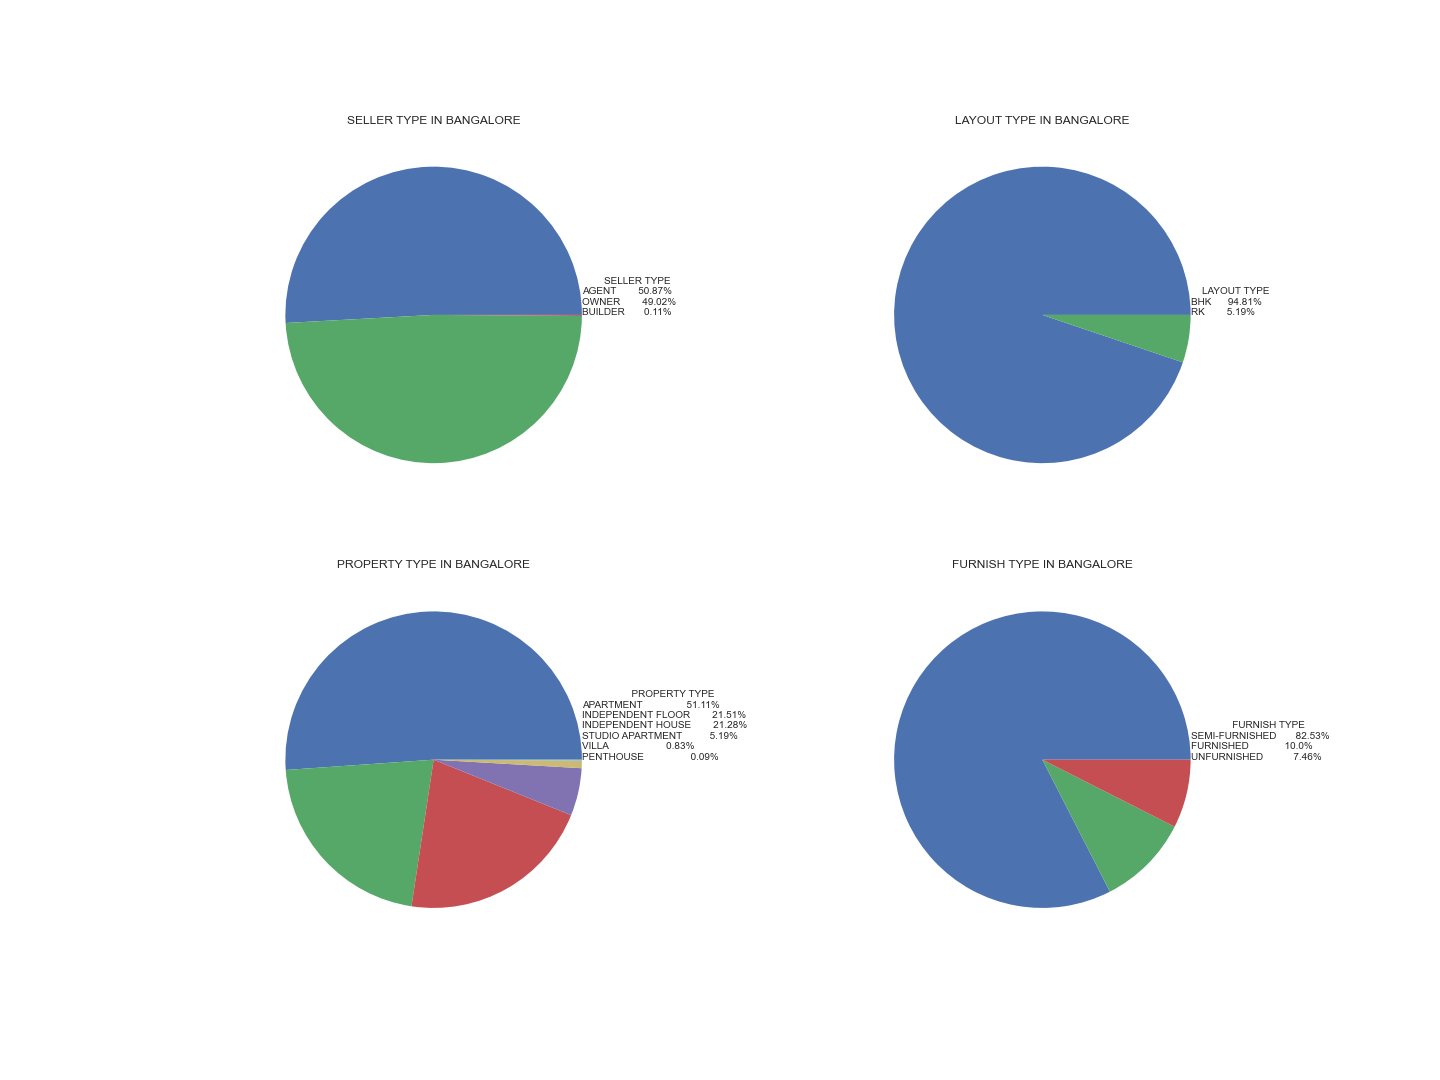 SELLER TYPE IN BANGALORE
SELLER TYPE
AGENT 50.87%
OWNER 49.02%
BUILDER 0.11%
LAYOUT TYPE IN BANGALORE
LAYOUT TYPE
BHK 94.81%
RK 5.19%
PROPERTY TYPE IN BANGALORE
PROPERTY TYPE
APARTMENT 51.11%
INDEPENDENT FLOOR 21.51%
INDEPENDENT HOUSE 21.28%
STUDIO APARTMENT 5.19%
VILLA 0.83%
PENTHOUSE 0.09%
FURNISH TYPE IN BANGALORE
FURNISH TYPE
SEMI-FURNISHED 82.53%
FURNISHED 10.0%
UNFURNISHED 7.46%